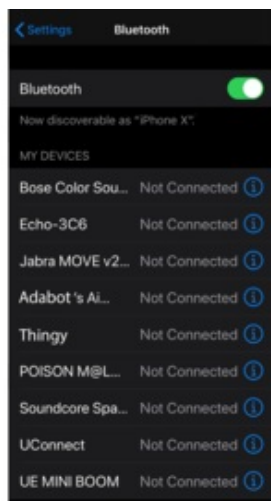 Settings Bluetooth
Bluetooth
Now discoverable as "iPhone X".
MY DEVICES
Bose Color Sou... Not Connected
Echo-3C6 Not Connected
Jabra MOVE v2... Not Connected
Adabot 's Ai... Not Connected
Thingy Not Connected
POISON M@L... Not Connected
Soundcore Spa... Not Connected
UConnect Not Connected
UE MINI BOOM Not Connected